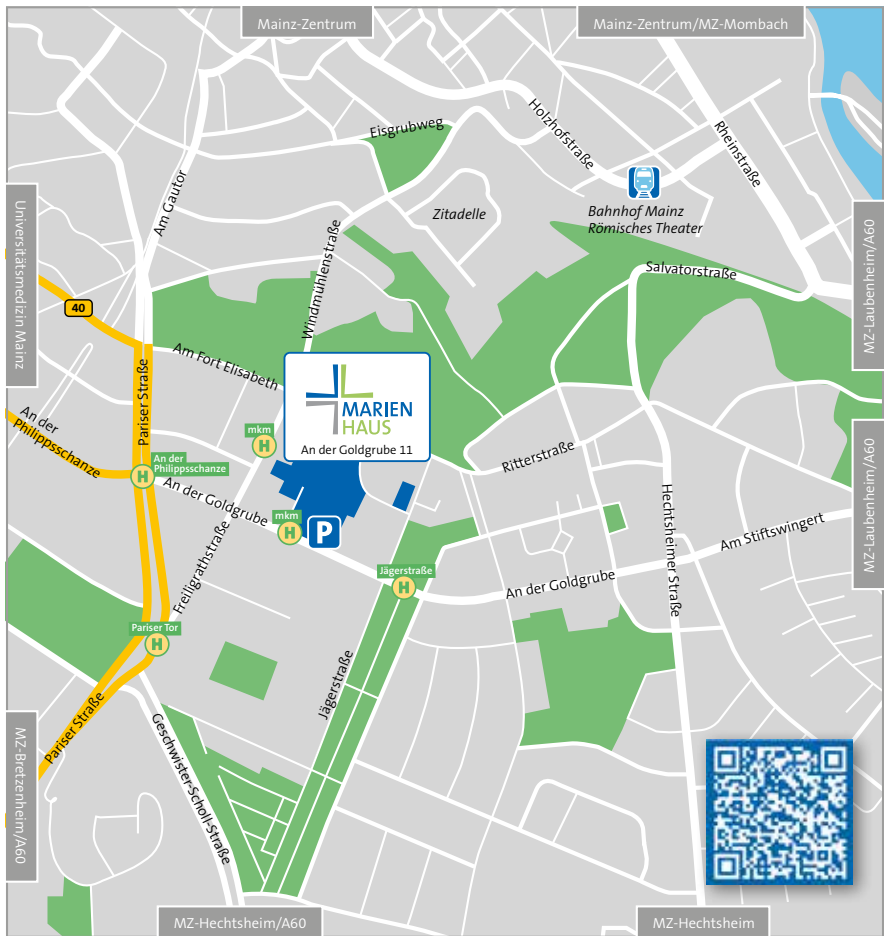 Mainz-Zentrum
Mainz-Zentrum/MZ-Mombach
Eisgrubweg
Holzhofstraße
Rheinstraße
Am Gautor
Universitätsmedizin Mainz
Zitadelle
Bahnhof Mainz
Römisches Theater
MZ-Laubenheim/A60
Windmühlenstraße
Salvatorstraße
40
Am Fort Elisabeth
Pariser Straße
MARIEN
HAUS
An der Goldgrube 11
An der
Philippsschanze
mkm
H
An der
Philippsschanze
H
Ritterstraße
MZ-Laubenheim/A60
An der Goldgrube
mkm
H
P
Hechtsheimer Straße
Am Stiftswingert
Freiligrathstraße
Jägerstraße
H
An der Goldgrube
Pariser Tor
H
Jägerstraße
Pariser Straße
MZ-Bretzenheim/A60
Geschwister-Scholl-Straße
MZ-Hechtsheim/A60
MZ-Hechtsheim